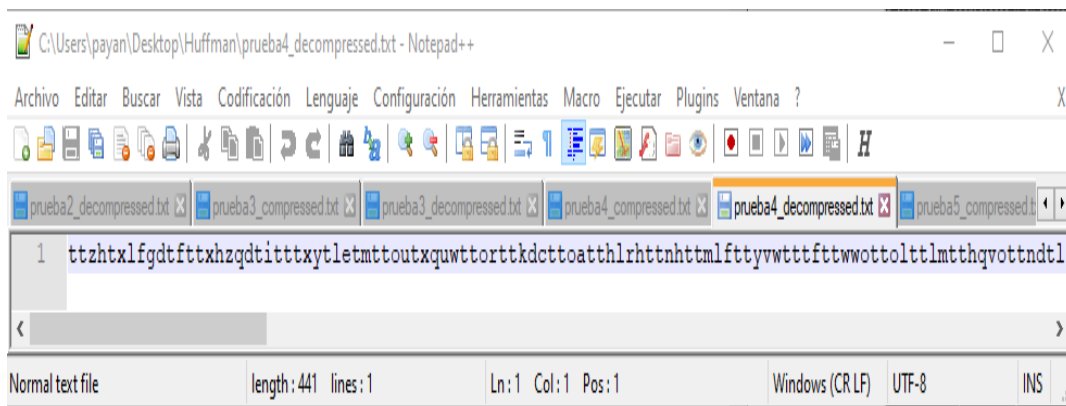 C:\Users\payan\Desktop\Huffman\prueba4_decompressed.txt - Notepad++
Archivo Editar Buscar Vista Codificación Lenguaje Configuración Herramientas Macro Ejecutar Plugins Ventana ? X
prueba2_decompressed.txt prueba3_compressed.txt prueba3_decompressed.txt prueba4_compressed.txt prueba4_decompressed.txt prueba5_compressed.t
1 ttzhtxlfgdtfttxhzqdtitttxytletmttoutxquwttorttkdcttoatthlrhttnhttmlfttyvwtttfttwwottolttlmtthqvottndtl
Normal text file length : 441 lines : 1 Ln : 1 Col : 1 Pos : 1 Windows (CR LF) UTF-8 INS